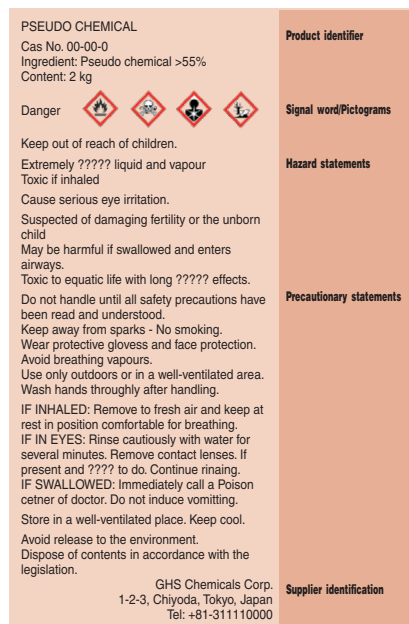 PSEUDO CHEMICAL
Cas No. 00-00-0
Ingredient: Pseudo chemical >55%
Content: 2 kg
Product identifier
Danger
Signal word/Pictograms
Keep out of reach of children.
Extremely ????? liquid and vapour
Toxic if inhaled
Hazard statements
Cause serious eye irritation.
Suspected of damaging fertility or the unborn
child
May be harmful if swallowed and enters
airways.
Toxic to equatic life with long ????? effects.
Do not handle until all safety precautions have
been read and understood.
Precautionary statements
Keep away from sparks - No smoking.
Wear protective glovess and face protection.
Avoid breathing vapours.
Use only outdoors or in a well-ventilated area.
Wash hands throughly after handling.
IF INHALED: Remove to fresh air and keep at
rest in position comfortable for breathing.
IF IN EYES: Rinse cautiously with water for
several minutes. Remove contact lenses. If
present and ???? to do. Continue rinaing.
IF SWALLOWED: Immediately call a Poison
cetner of doctor. Do not induce vomitting.
Store in a well-ventilated place. Keep cool.
Avoid release to the environment.
Dispose of contents in accordance with the
legislation.
GHS Chemicals Corp.
1-2-3, Chiyoda, Tokyo, Japan
Tel: +81-311110000
Supplier identification